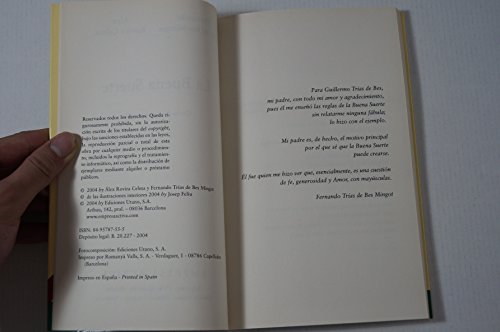 La Buena Suerte
Reservados todos los derechos. Queda ri-
gurosamente prohibida, sin la autoriza-
ción escrita de los titulares del copyright,
bajo las sanciones establecidas en las leyes,
la reproducción parcial o total de esta
obra por cualquier medio o procedimien-
to, incluidos la reprografía y el tratamiento
informático, así como la distribución de
ejemplares mediante alquiler o préstamo
públicos.
© 2004 by Álex Rovira Celma y Fernando Trías de Bes Mingot
© de las ilustraciones interiores 2004 by Josep Feliu
© 2004 by Ediciones Urano, S. A.
Aribau, 142, pral. – 08036 Barcelona
www.empresaactiva.com
ISBN: 84-95787-55-5
Depósito legal: B. 20.227 - 2004
Fotocomposición: Ediciones Urano, S. A.
Impreso por Romanyà Valls, S. A. – Verdaguer, 1 – 08786 Capellades
(Barcelona)
Impreso en España - Printed in Spain
Para Guillermo Trías de Bes,
mi padre, con todo mi amor y agradecimiento,
pues él me enseñó las reglas de la Buena Suerte
sin relatarme ninguna fábula;
lo hizo con el ejemplo.
Mi padre es, de hecho, el motivo principal
por el que sé que la Buena Suerte
puede crearse.
Él fue quien me hizo ver que, esencialmente, es una cuestión
de fe, generosidad y Amor, con mayúsculas.
Fernando Trías de Bes Mingot